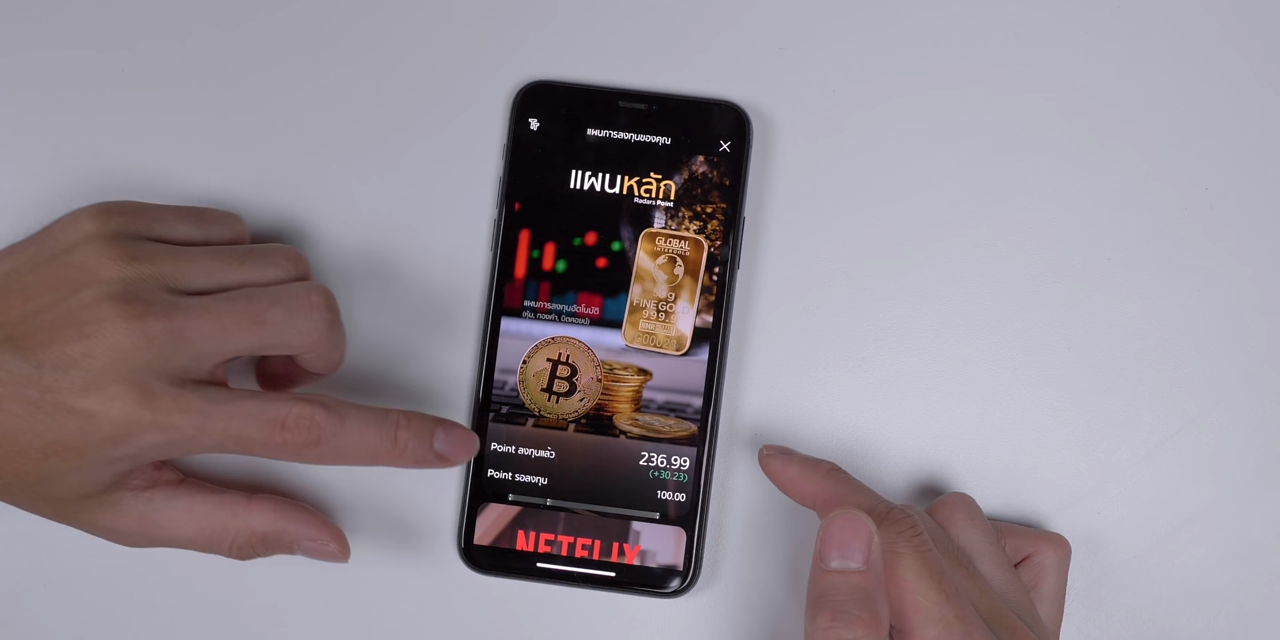 แผนการลงทุนของคุณ
แผนหลัก
Radars Point
GLOBAL
INTERGOLD
FINE GOLD
999.9
แผนการลงทุนอัตโนมัติ
(หุ้น, ทองคำ, บิตคอยน์)
Point ลงทุนแล้ว
236.99
(+30.23)
Point รอลงทุน
100.00
NETFLIX